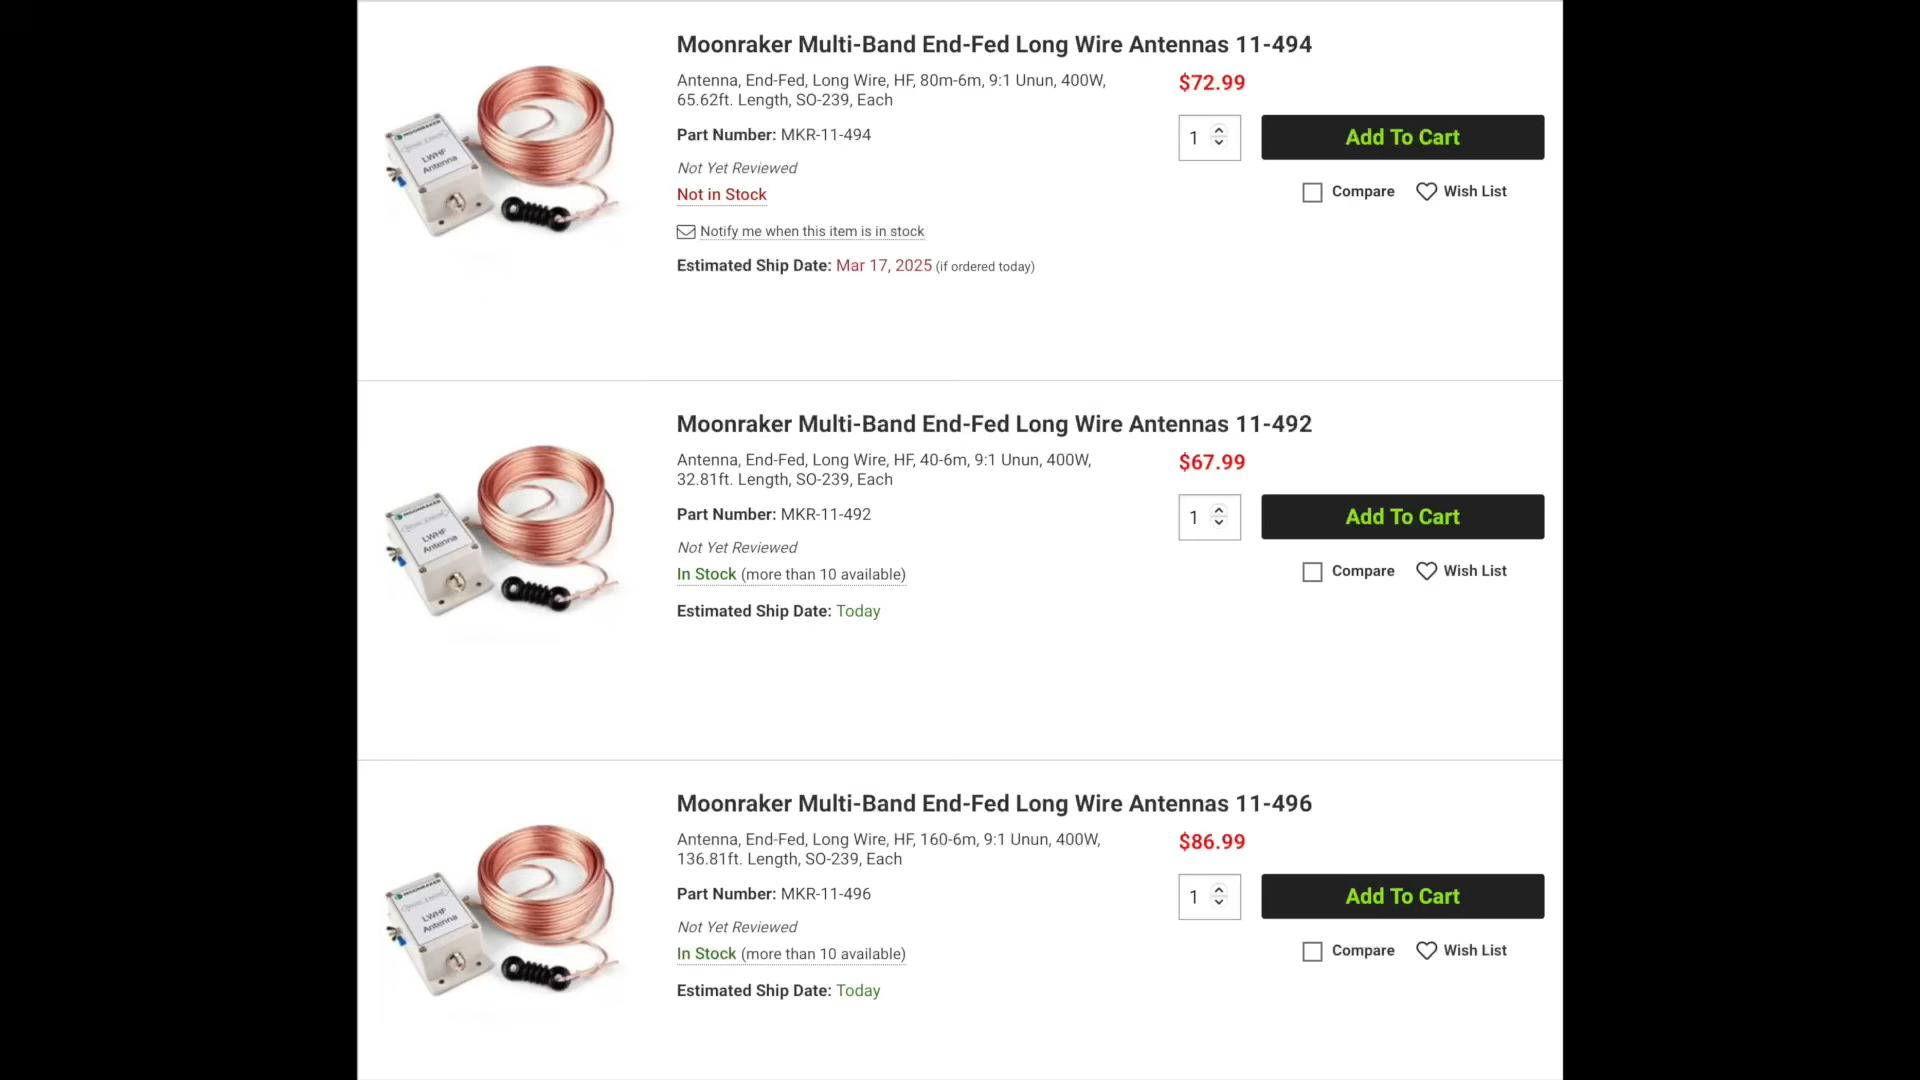 Moonraker Multi-Band End-Fed Long Wire Antennas 11-494
Antenna, End-Fed, Long Wire, HF, 80m-6m, 9:1 Unun, 400W,
65.62ft. Length, SO-239, Each
$72.99
Part Number: MKR-11-494
1
Add To Cart
Not Yet Reviewed
Not in Stock
Compare
Wish List
Notify me when this item is in stock
Estimated Ship Date: Mar 17, 2025 (if ordered today)
MOONRAKER
LWHF
Antenna
Moonraker Multi-Band End-Fed Long Wire Antennas 11-492
Antenna, End-Fed, Long Wire, HF, 40-6m, 9:1 Unun, 400W,
32.81ft. Length, SO-239, Each
$67.99
Part Number: MKR-11-492
1
Add To Cart
Not Yet Reviewed
In Stock (more than 10 available)
Compare
Wish List
Estimated Ship Date: Today
MOONRAKER
LWHF
Antenna
Moonraker Multi-Band End-Fed Long Wire Antennas 11-496
Antenna, End-Fed, Long Wire, HF, 160-6m, 9:1 Unun, 400W,
136.81ft. Length, SO-239, Each
$86.99
Part Number: MKR-11-496
1
Add To Cart
Not Yet Reviewed
In Stock (more than 10 available)
Compare
Wish List
Estimated Ship Date: Today
MOONRAKER
LWHF
Antenna